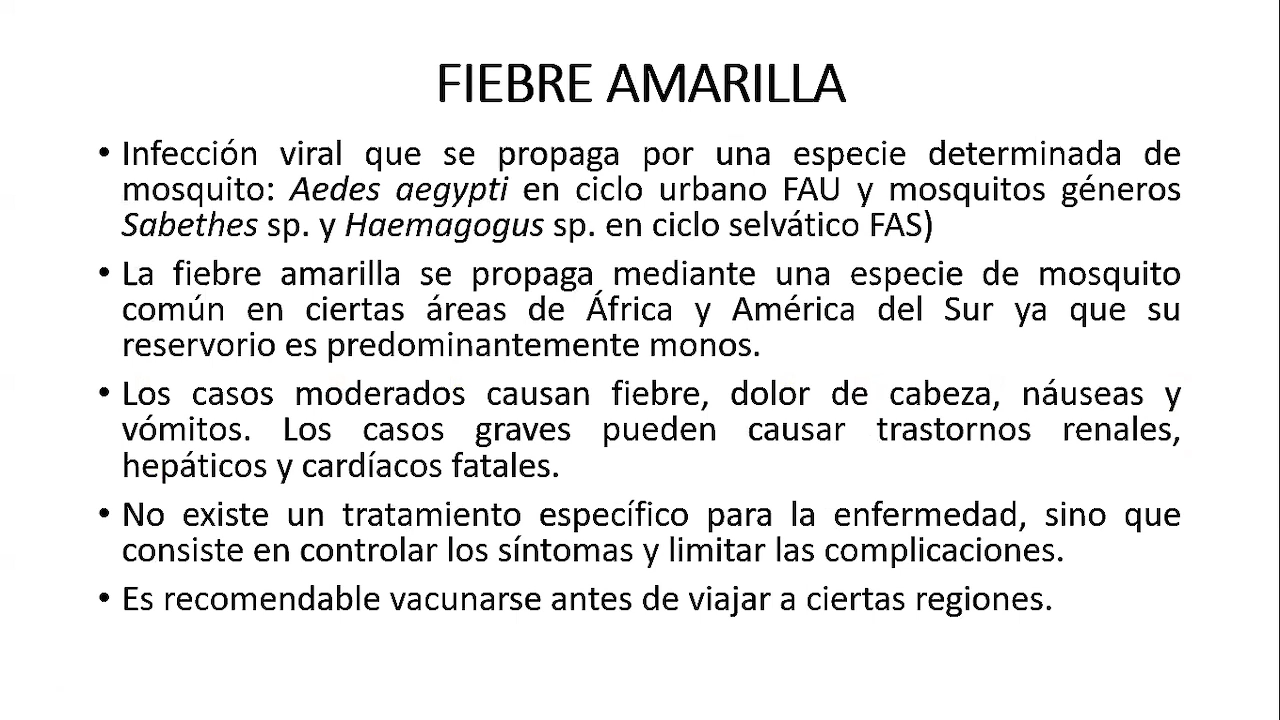 FIEBRE AMARILLA
• Infección viral que se propaga por una especie determinada de
mosquito: Aedes aegypti en ciclo urbano FAU y mosquitos géneros
Sabethes sp. y Haemagogus sp. en ciclo selvático FAS)
• La fiebre amarilla se propaga mediante una especie de mosquito
común en ciertas áreas de África y América del Sur ya que su
reservorio es predominantemente monos.
• Los casos moderados causan fiebre, dolor de cabeza, náuseas y
vómitos. Los casos graves pueden causar trastornos renales,
hepáticos y cardíacos fatales.
• No existe un tratamiento específico para la enfermedad, sino que
consiste en controlar los síntomas y limitar las complicaciones.
• Es recomendable vacunarse antes de viajar a ciertas regiones.